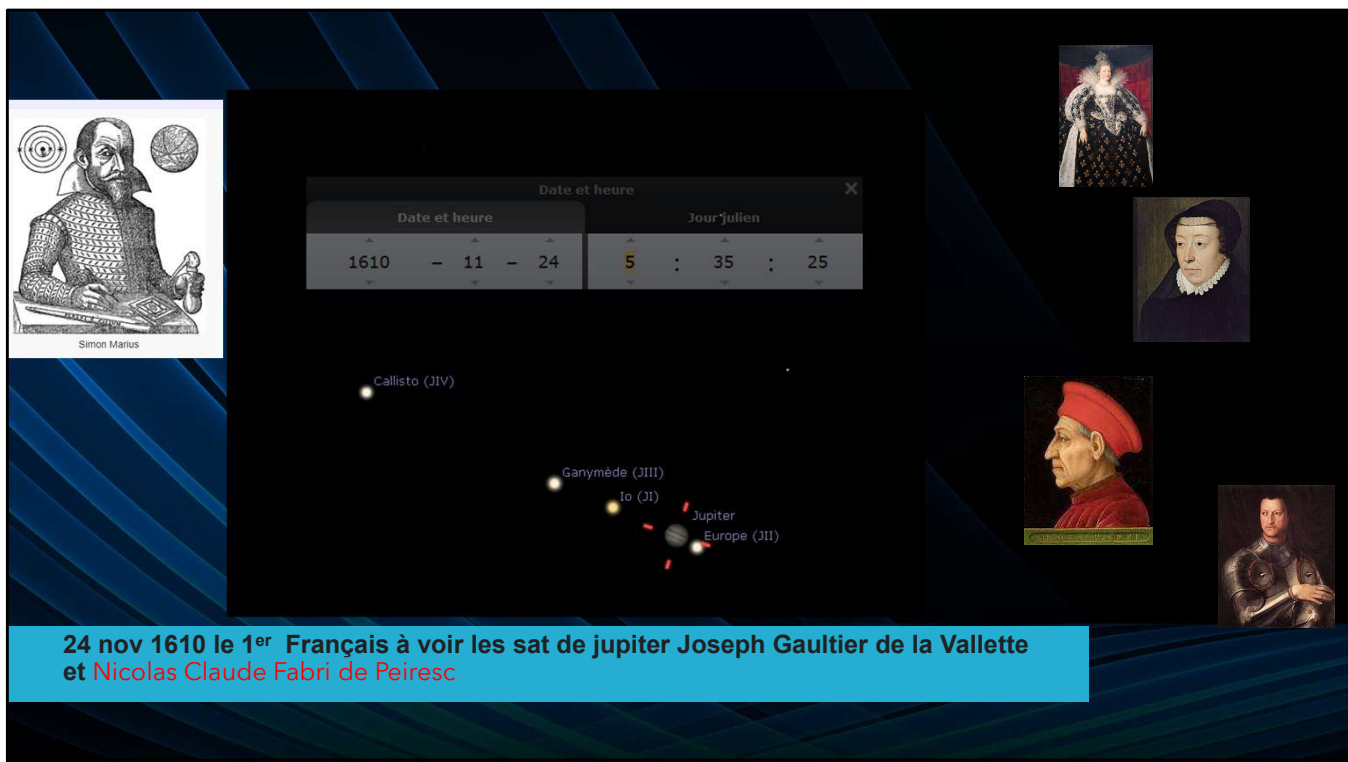 Date et heure
Date et heure
Jour julien
1610 – 11 – 24
5 : 35 : 25
Simon Marius
Callisto (JIV)
Ganymède (JIII)
Io (JI)
Jupiter
Europe (JII)
24 nov 1610 le 1er Français à voir les sat de jupiter Joseph Gaultier de la Vallette
et Nicolas Claude Fabri de Peiresc